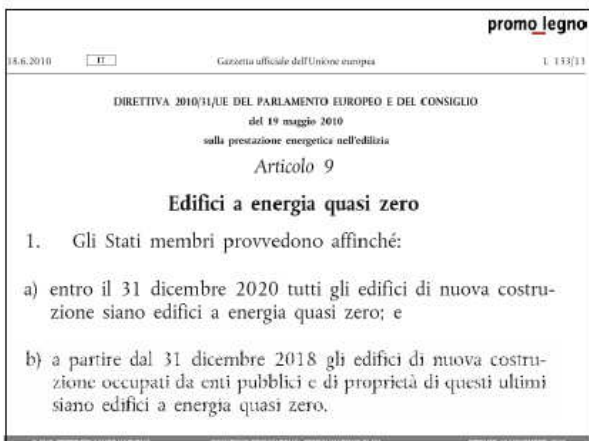 promo_legno
18.6.2010 IT Gazzetta ufficiale dell'Unione europea L 153/13
DIRETTIVA 2010/31/UE DEL PARLAMENTO EUROPEO E DEL CONSIGLIO
del 19 maggio 2010
sulla prestazione energetica nell'edilizia
Articolo 9
Edifici a energia quasi zero
1. Gli Stati membri provvedono affinché:
a) entro il 31 dicembre 2020 tutti gli edifici di nuova costru-
zione siano edifici a energia quasi zero; e
b) a partire dal 31 dicembre 2018 gli edifici di nuova costru-
zione occupati da enti pubblici e di proprietà di questi ultimi
siano edifici a energia quasi zero.